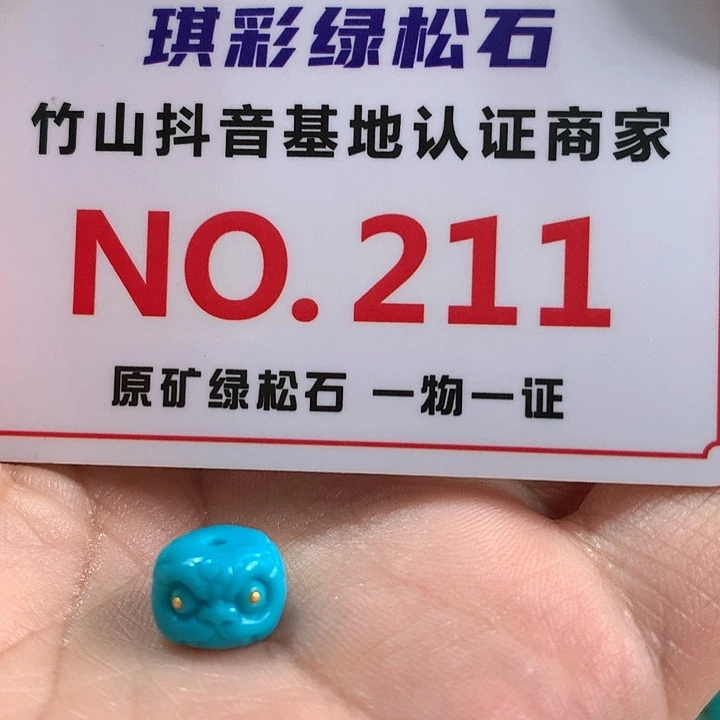 琪彩绿松石
竹山抖音基地认证商家
NO.211
原矿绿松石 一物一证